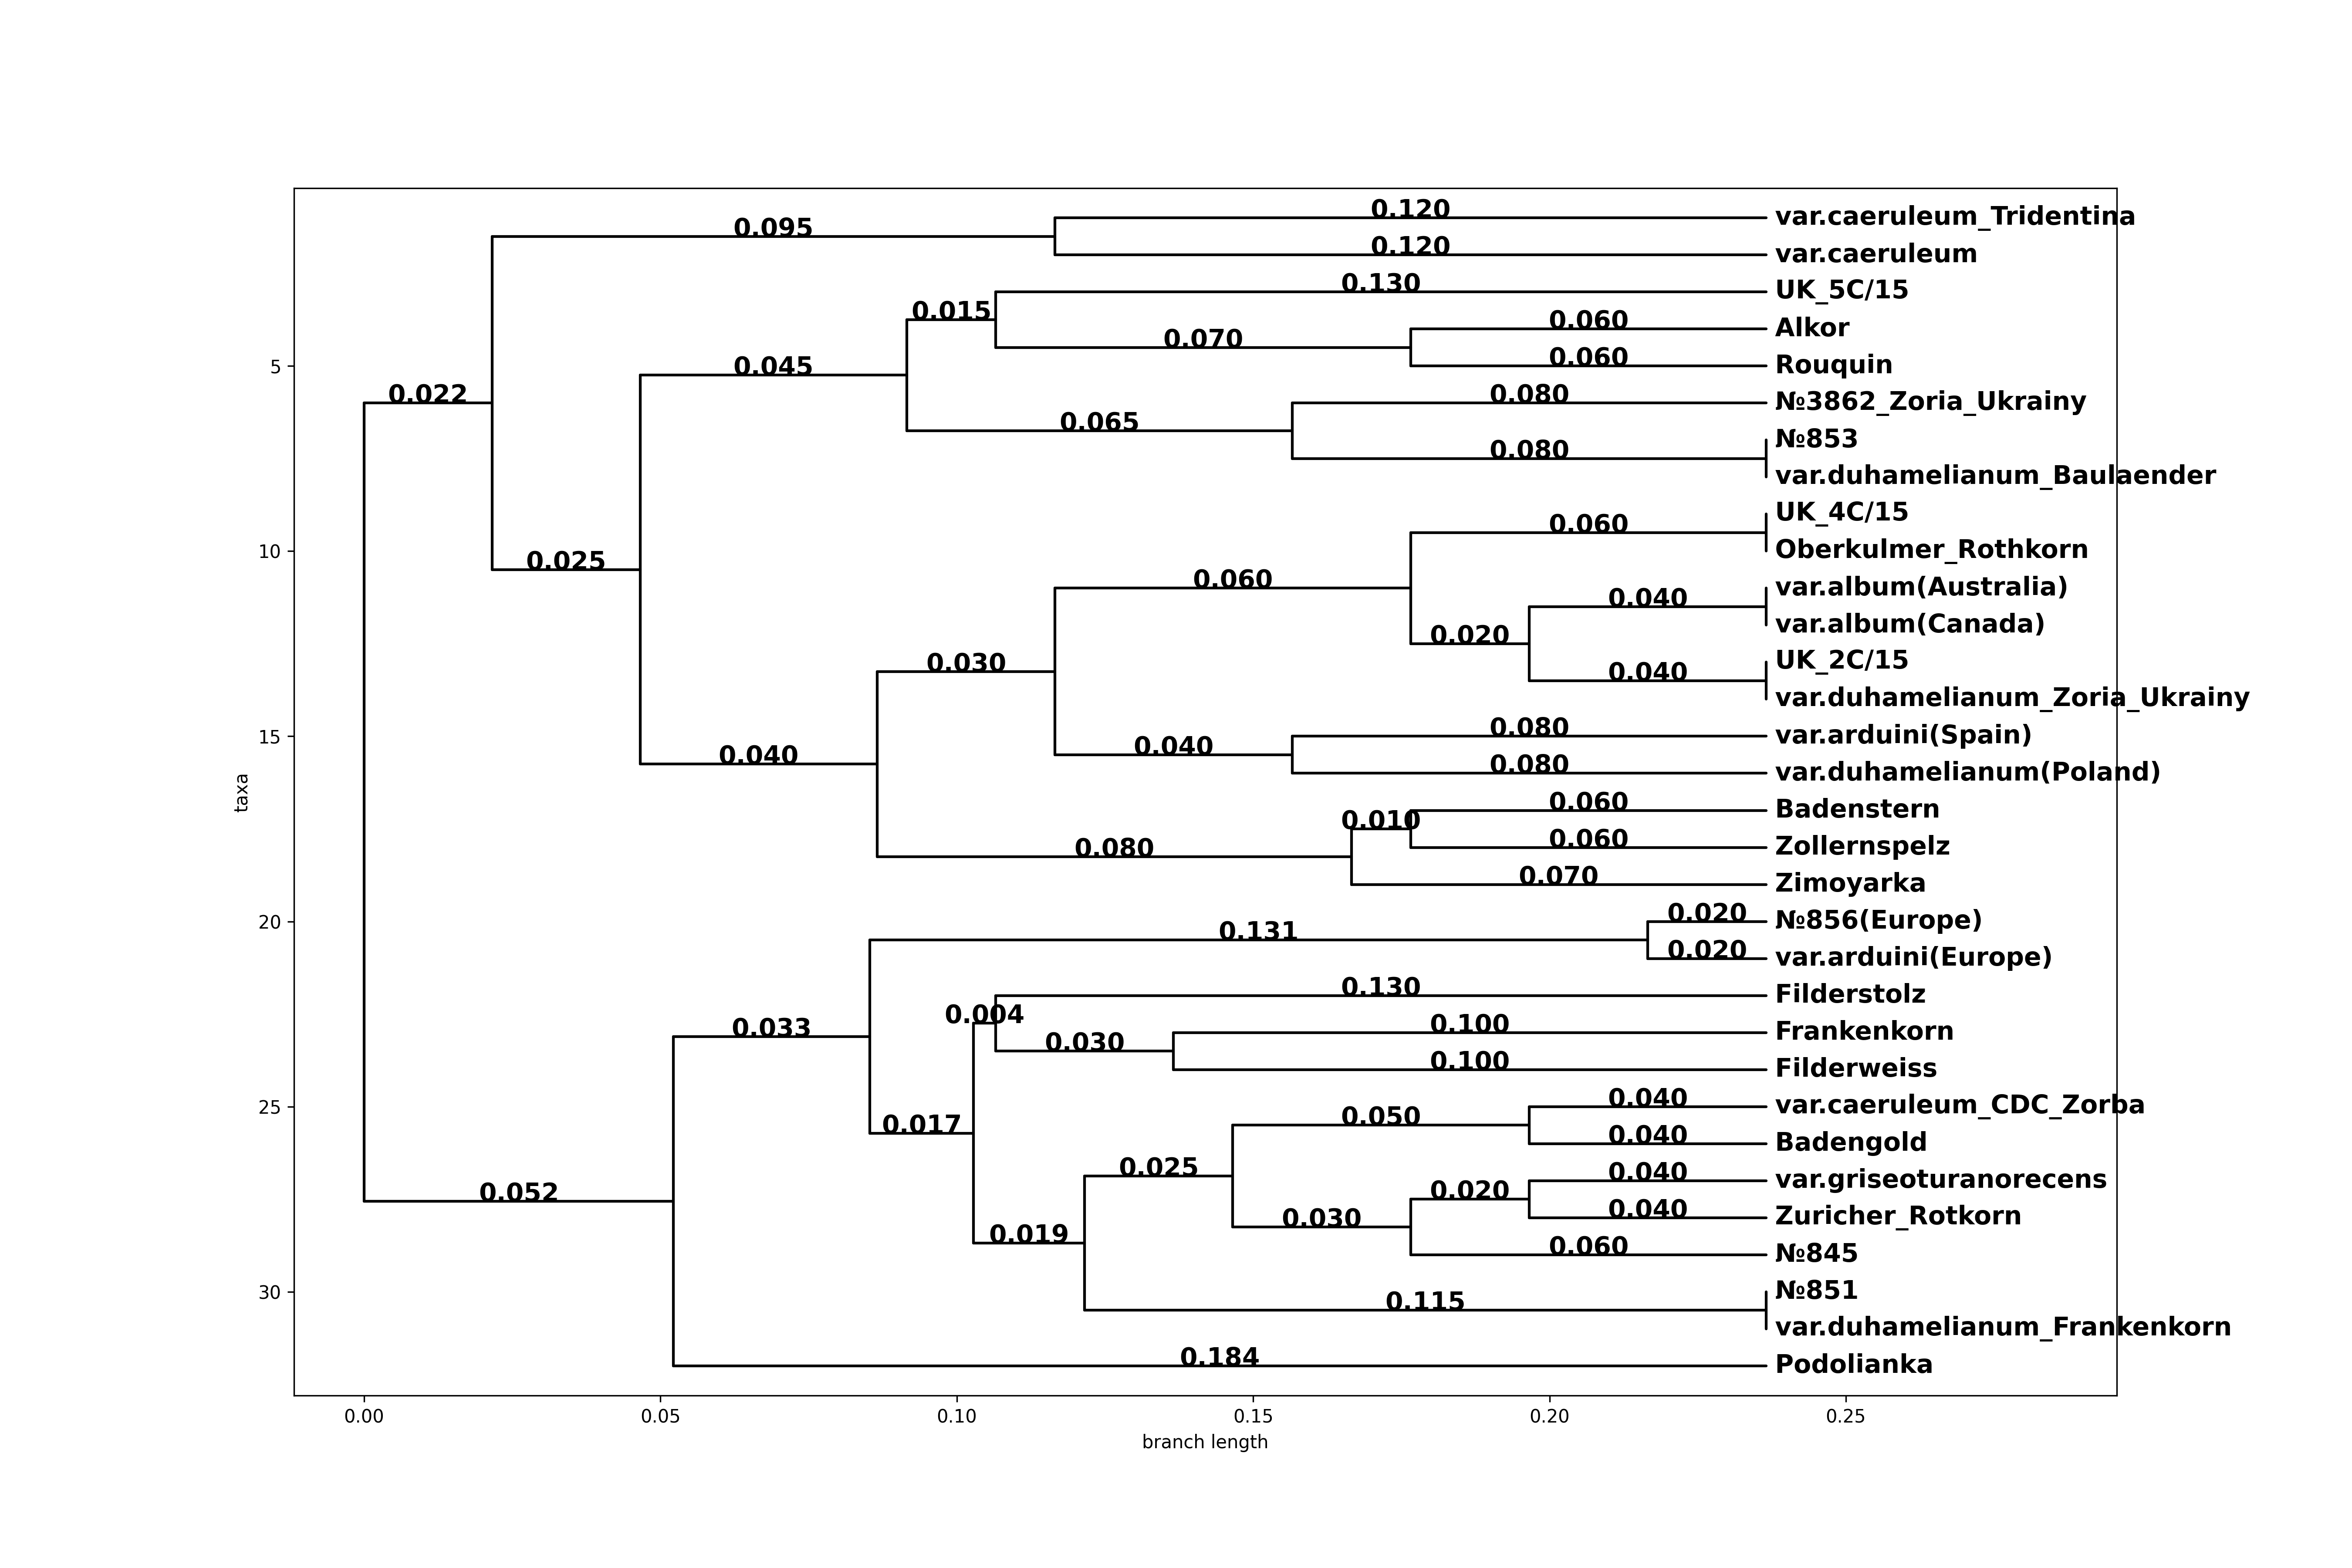 0.120 var.caeruleum_Tridentina
0.095
0.120 var.caeruleum
0.130 UK_5C/15
0.015
0.060 Alkor
0.070
5 0.045 0.060 Rouquin
0.022 0.080 №3862_Zoria_Ukrainy
0.065
№853
0.080
var.duhamelianum_Baulaender
UK_4C/15
0.060
10 0.025 Oberkulmer_Rothkorn
0.060 var.album(Australia)
0.040
var.album(Canada)
0.020
0.030 UK_2C/15
0.040
var.duhamelianum_Zoria_Ukrainy
15 0.080 var.arduini(Spain)
0.040 0.040
0.080 var.duhamelianum(Poland)
taxa
0.060 Badenstern
0.010
0.080 0.060 Zollernspelz
0.070 Zimoyarka
20 0.020 №856(Europe)
0.131
0.020 var.arduini(Europe)
0.130 Filderstolz
0.004
0.033 0.100 Frankenkorn
0.030
0.100 Filderweiss
25 0.040 var.caeruleum_CDC_Zorba
0.017 0.050
0.040 Badengold
0.025 0.040 var.griseoturanorecens
0.052 0.020
0.040 Zuricher_Rotkorn
0.030
0.019 0.060 №845
30 №851
0.115
var.duhamelianum_Frankenkorn
0.184 Podolianka
0.00 0.05 0.10 0.15 0.20 0.25
branch length